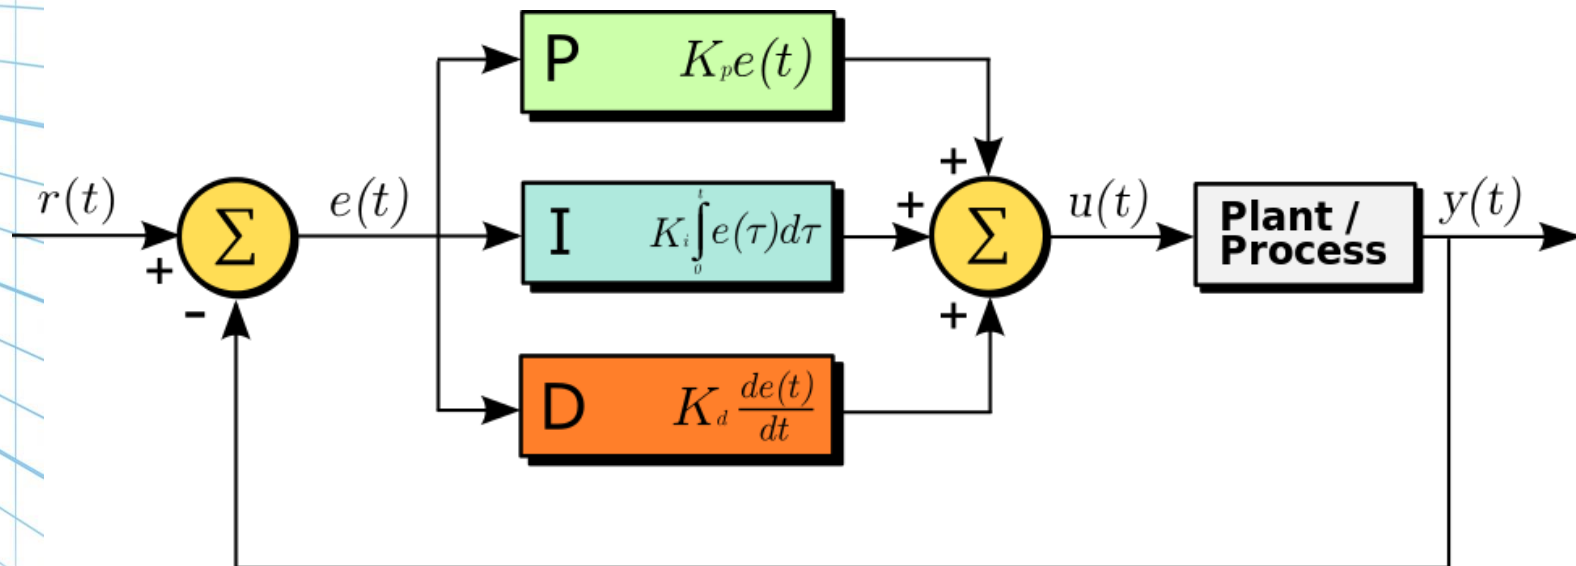 P K_p e(t)
r(t)
+
-
Σ
e(t)
I K_i ∫_0^t e(τ)dτ
D K_d de(t)/dt
+
+
+
Σ
u(t)
Plant /
Process
y(t)